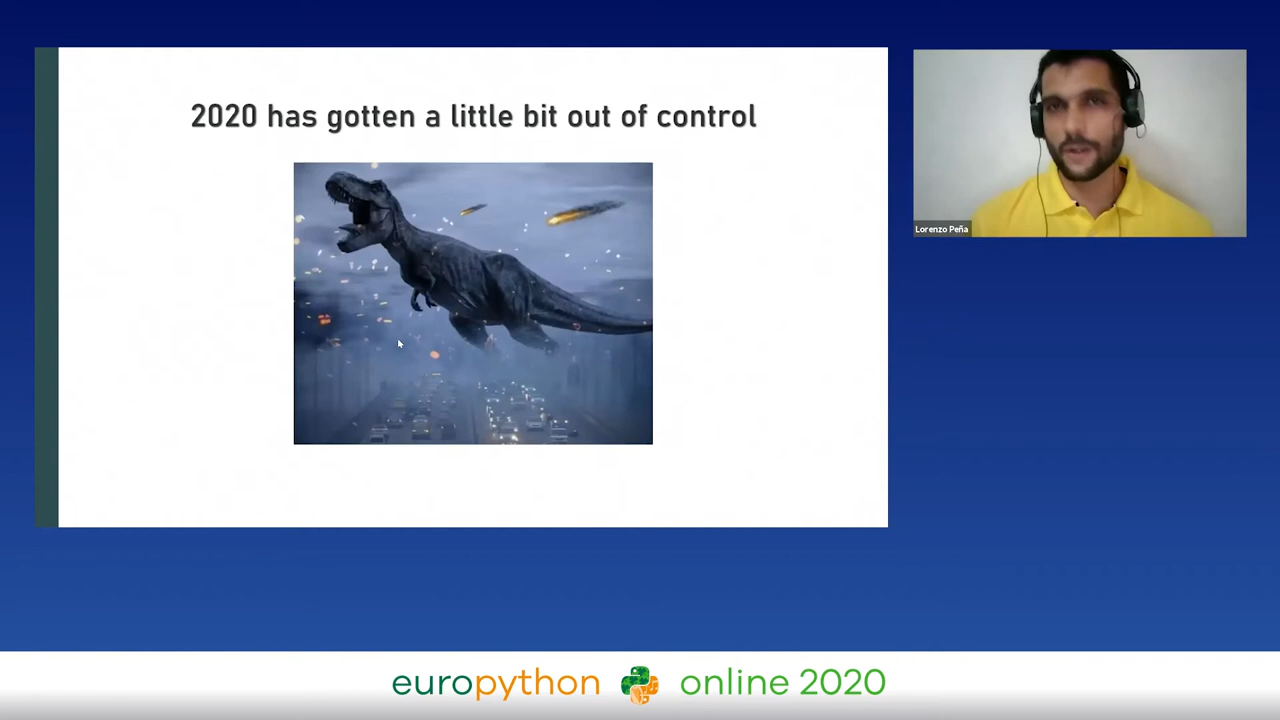 2020 has gotten a little bit out of control
Lorenzo Peña
europython online 2020